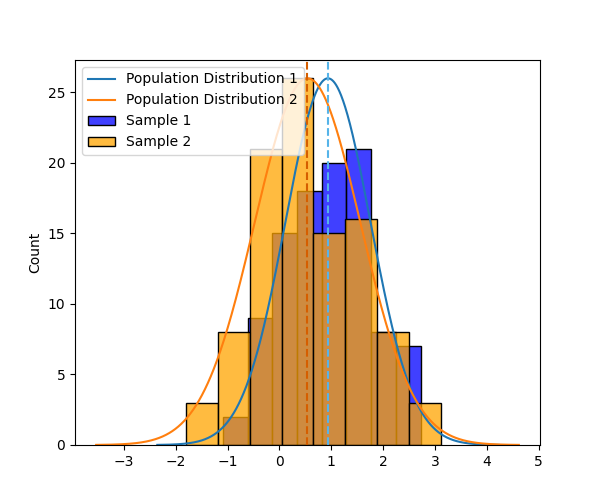 Population Distribution 1
Population Distribution 2
Sample 1
Sample 2
Count
25
20
15
10
5
0
−3 −2 −1 0 1 2 3 4 5